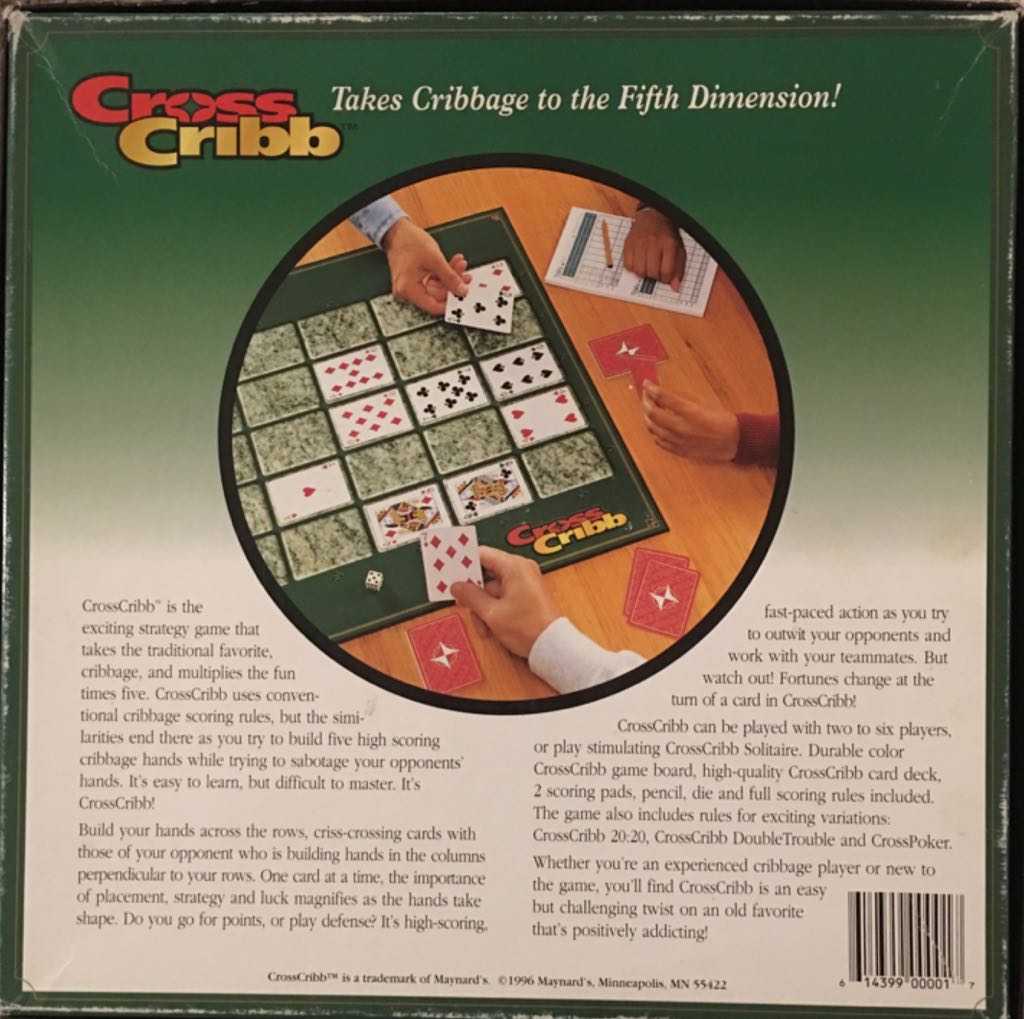 Cross
Cribb™
Takes Cribbage to the Fifth Dimension!
Cross
Cribb
7
CrossCribb™ is the
exciting strategy game that
takes the traditional favorite,
cribbage, and multiplies the fun
times five. CrossCribb uses conven-
tional cribbage scoring rules, but the simi-
larities end there as you try to build five high scoring
cribbage hands while trying to sabotage your opponents'
hands. It's easy to learn, but difficult to master. It's
CrossCribb!
Build your hands across the rows, criss-crossing cards with
those of your opponent who is building hands in the columns
perpendicular to your rows. One card at a time, the importance
of placement, strategy and luck magnifies as the hands take
shape. Do you go for points, or play defense? It's high-scoring,
fast-paced action as you try
to outwit your opponents and
work with your teammates. But
watch out! Fortunes change at the
turn of a card in CrossCribb!
CrossCribb can be played with two to six players,
or play stimulating CrossCribb Solitaire. Durable color
CrossCribb game board, high-quality CrossCribb card deck,
2 scoring pads, pencil, die and full scoring rules included.
The game also includes rules for exciting variations:
CrossCribb 20:20, CrossCribb DoubleTrouble and CrossPoker.
Whether you're an experienced cribbage player or new to
the game, you'll find CrossCribb is an easy
but challenging twist on an old favorite
that's positively addicting!
6 14399 00001 7
CrossCribb™ is a trademark of Maynard's. ©1996 Maynard's, Minneapolis, MN 55422